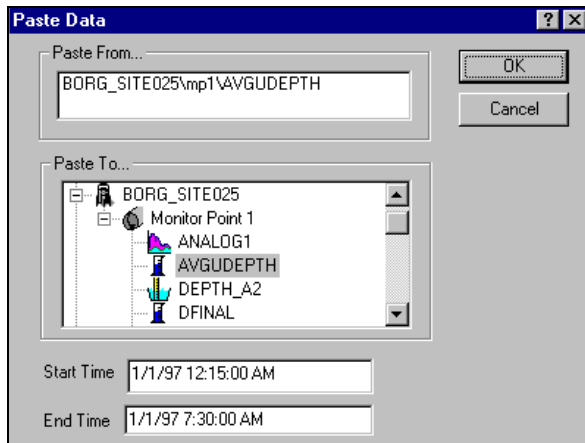 Paste Data
Paste From...
BORG_SITE025\mp1\AVGUDEPTH
OK
Cancel
Paste To...
BORG_SITE025
Monitor Point 1
ANALOG1
AVGUDEPTH
DEPTH_A2
DFINAL
Start Time 1/1/97 12:15:00 AM
End Time 1/1/97 7:30:00 AM